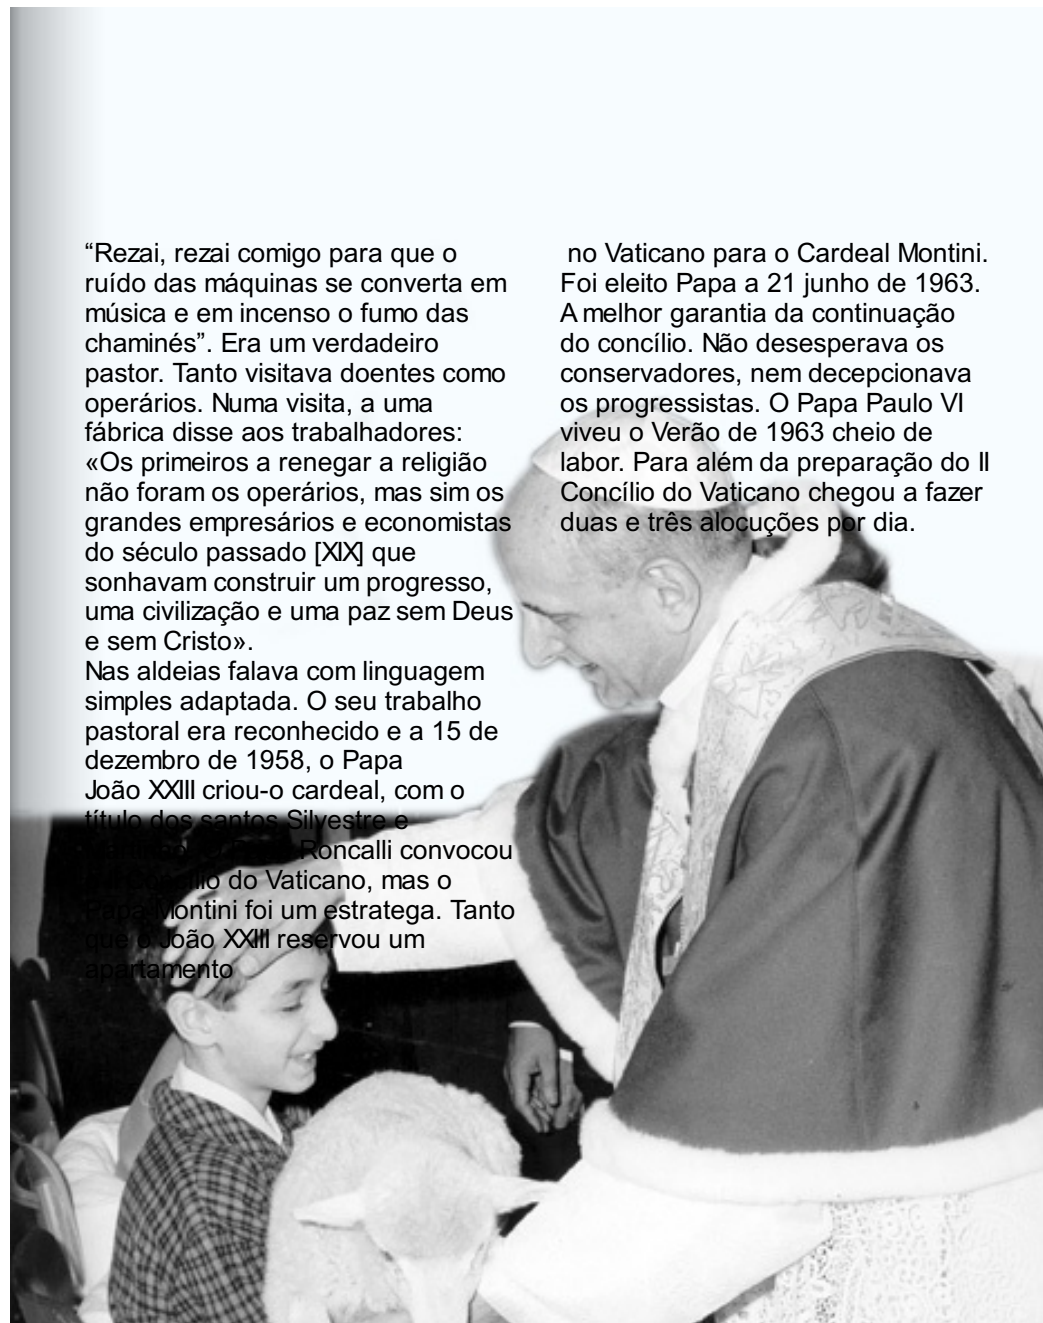 “Rezai, rezai comigo para que o
ruído das máquinas se converta em
música e em incenso o fumo das
chaminés”. Era um verdadeiro
pastor. Tanto visitava doentes como
operários. Numa visita, a uma
fábrica disse aos trabalhadores:
«Os primeiros a renegar a religião
não foram os operários, mas sim os
grandes empresários e economistas
do século passado [XIX] que
sonhavam construir um progresso,
uma civilização e uma paz sem Deus
e sem Cristo».
Nas aldeias falava com linguagem
simples adaptada. O seu trabalho
pastoral era reconhecido e a 15 de
dezembro de 1958, o Papa
João XXIII criou-o cardeal, com o
título dos santos Silvestre e
Roncalli convocou
Concílio do Vaticano, mas o
Papa Montini foi um estratega. Tanto
que o João XXIII reservou um
apartamento
no Vaticano para o Cardeal Montini.
Foi eleito Papa a 21 junho de 1963.
A melhor garantia da continuação
do concílio. Não desesperava os
conservadores, nem decepcionava
os progressistas. O Papa Paulo VI
viveu o Verão de 1963 cheio de
labor. Para além da preparação do II
Concílio do Vaticano chegou a fazer
duas e três alocuções por dia.